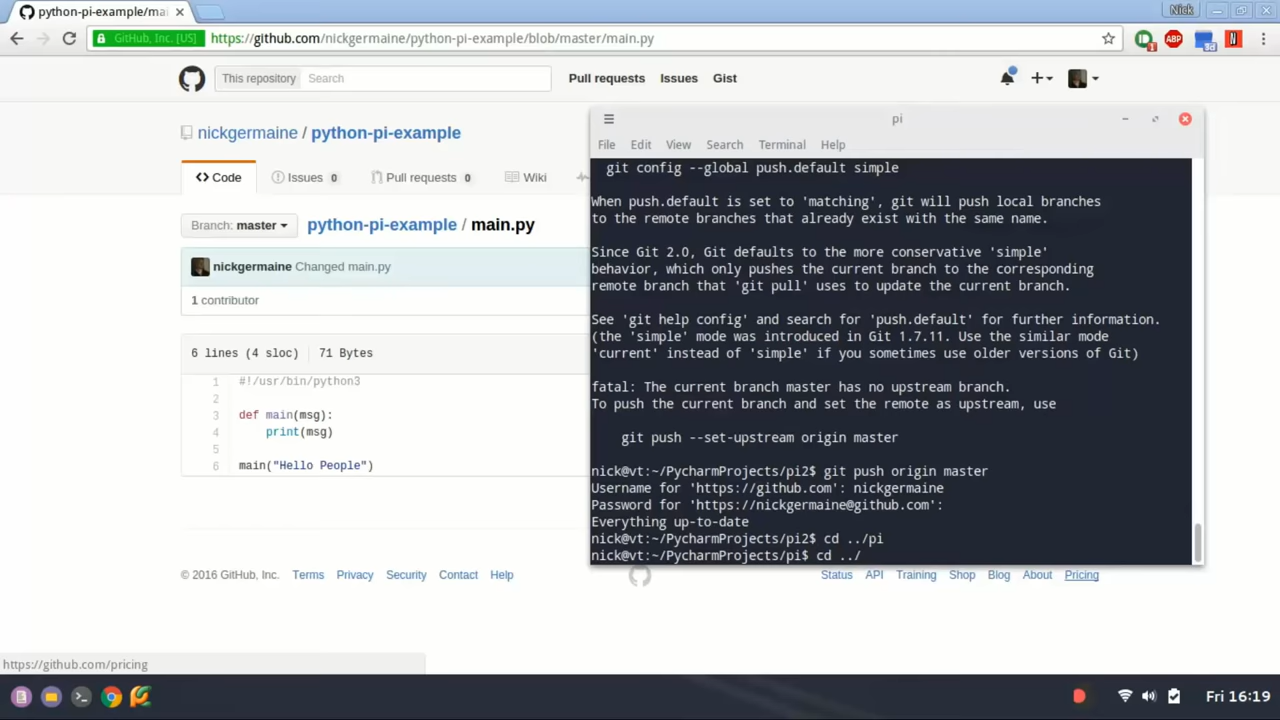 python-pi-example/mai
Nick
GitHub, Inc. [US]
https://github.com/nickgermaine/python-pi-example/blob/master/main.py
1
ABP
8d
N
This repository
Search
Pull requests
Issues
Gist
nickgermaine / python-pi-example
Code
Issues 0
Pull requests 0
Wiki
Branch: master
python-pi-example / main.py
nickgermaine Changed main.py
1 contributor
6 lines (4 sloc)
71 Bytes
1 #!/usr/bin/python3
2
3 def main(msg):
4 print(msg)
5
6 main("Hello People")
pi
File Edit View Search Terminal Help
git config --global push.default simple
When push.default is set to 'matching', git will push local branches
to the remote branches that already exist with the same name.
Since Git 2.0, Git defaults to the more conservative 'simple'
behavior, which only pushes the current branch to the corresponding
remote branch that 'git pull' uses to update the current branch.
See 'git help config' and search for 'push.default' for further information.
(the 'simple' mode was introduced in Git 1.7.11. Use the similar mode
'current' instead of 'simple' if you sometimes use older versions of Git)
fatal: The current branch master has no upstream branch.
To push the current branch and set the remote as upstream, use
git push --set-upstream origin master
nick@vt:~/PycharmProjects/pi2$ git push origin master
Username for 'https://github.com': nickgermaine
Password for 'https://nickgermaine@github.com':
Everything up-to-date
nick@vt:~/PycharmProjects/pi2$ cd ../pi
nick@vt:~/PycharmProjects/pi$ cd ../
© 2016 GitHub, Inc. Terms Privacy Security Contact Help
Status API Training Shop Blog About Pricing
https://github.com/pricing
Fri 16:19